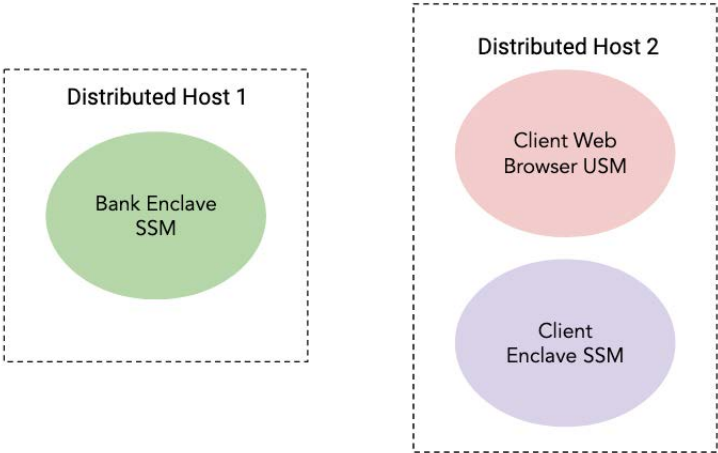 Distributed Host 1
Bank Enclave
SSM
Distributed Host 2
Client Web
Browser USM
Client
Enclave SSM